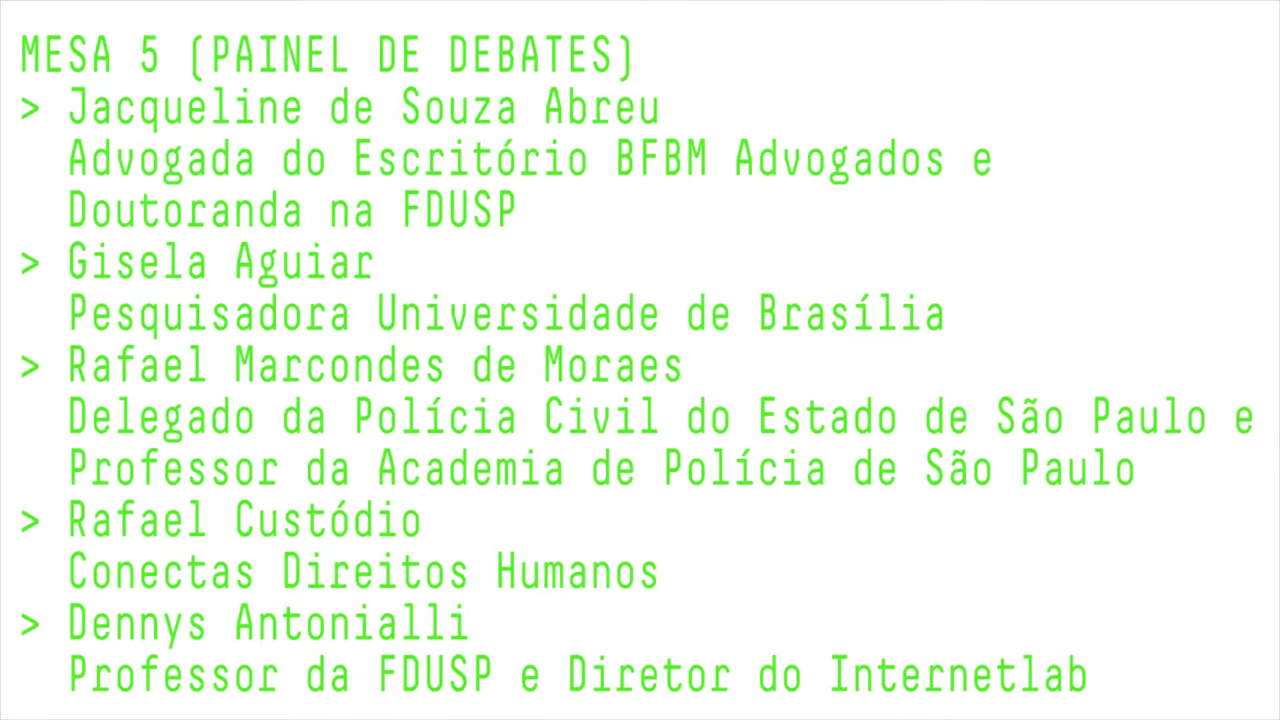 MESA 5 (PAINEL DE DEBATES)
> Jacqueline de Souza Abreu
Advogada do Escritório BFBM Advogados e
Doutoranda na FDUSP
> Gisela Aguiar
Pesquisadora Universidade de Brasília
> Rafael Marcondes de Moraes
Delegado da Polícia Civil do Estado de São Paulo e
Professor da Academia de Polícia de São Paulo
> Rafael Custódio
Conectas Direitos Humanos
> Dennys Antonialli
Professor da FDUSP e Diretor do Internetlab